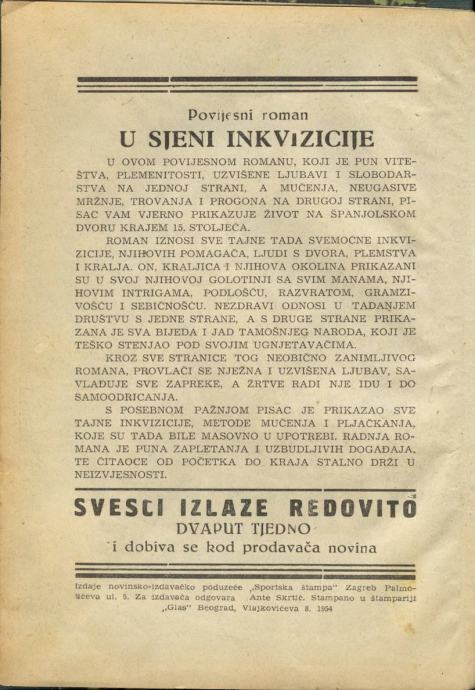 Povijesni roman
U SJENI INKVIZICIJE
U OVOM POVIJESNOM ROMANU, KOJI JE PUN VITE-
ŠTVA, PLEMENITOSTI, UZVIŠENE LJUBAVI I SLOBODAR-
STVA NA JEDNOJ STRANI, A MUČENJA, NEUGASIVE
MRŽNJE, TROVANJA I PROGONA NA DRUGOJ STRANI, PI-
SAC VAM VJERNO PRIKAZUJE ŽIVOT NA ŠPANJOLSKOM
DVORU KRAJEM 15. STOLJEĆA.
ROMAN IZNOSI SVE TAJNE TADA SVEMOĆNE INKVI-
ZICIJE, NJIHOVIH POMAGAČA, LJUDI S DVORA, PLEMSTVA
I KRALJA. ON, KRALJICA I NJIHOVA OKOLINA PRIKAZANI
SU U SVOJ NJIHOVOJ GOLOTINJI SA SVIM MANAMA, NJI-
HOVIM INTRIGAMA, PODLOŠĆU, RAZVRATOM, GRAMZI-
VOŠĆU I SEBIČNOŠĆU. NEZDRAVI ODNOSI U TADANJEM
DRUŠTVU S JEDNE STRANE, A S DRUGE STRANE PRIKA-
ZANA JE SVA BIJEDA I JAD TAMOŠNJEG NARODA, KOJI JE
TEŠKO STENJAO POD SVOJIM UGNJETAVAČIMA.
KROZ SVE STRANICE TOG NEOBIČNO ZANIMLJIVOG
ROMANA, PROVLAČI SE NJEŽNA I UZVIŠENA LJUBAV, SA-
VLAĐUJE SVE ZAPREKE, A ŽRTVE RADI NJE IDU I DO
SAMOODRICANJA.
S POSEBNOM PAŽNJOM PISAC JE PRIKAZAO SVE
TAJNE INKVIZICIJE, METODE MUČENJA I PLJAČKANJA,
KOJE SU TADA BILE MASOVNO U UPOTREBI. RADNJA RO-
MANA JE PUNA ZAPLETANJA I UZBUDLJIVIH DOGAĐAJA,
TE ČITAOCE OD POČETKA DO KRAJA STALNO DRŽI U
NEIZVJESNOSTI.
SVESCI IZLAZE REDOVITO
DVAPUT TJEDNO
i dobiva se kod prodavača novina
Izdaje novinsko-izdavačko poduzeće „Sportska štampa" Zagreb Palmo-
tićeva ul. 5. Za izdavača odgovara Ante Škrtić. Štampano u štampariji
„Glas" Beograd, Vlajkovićeva 8. 1954